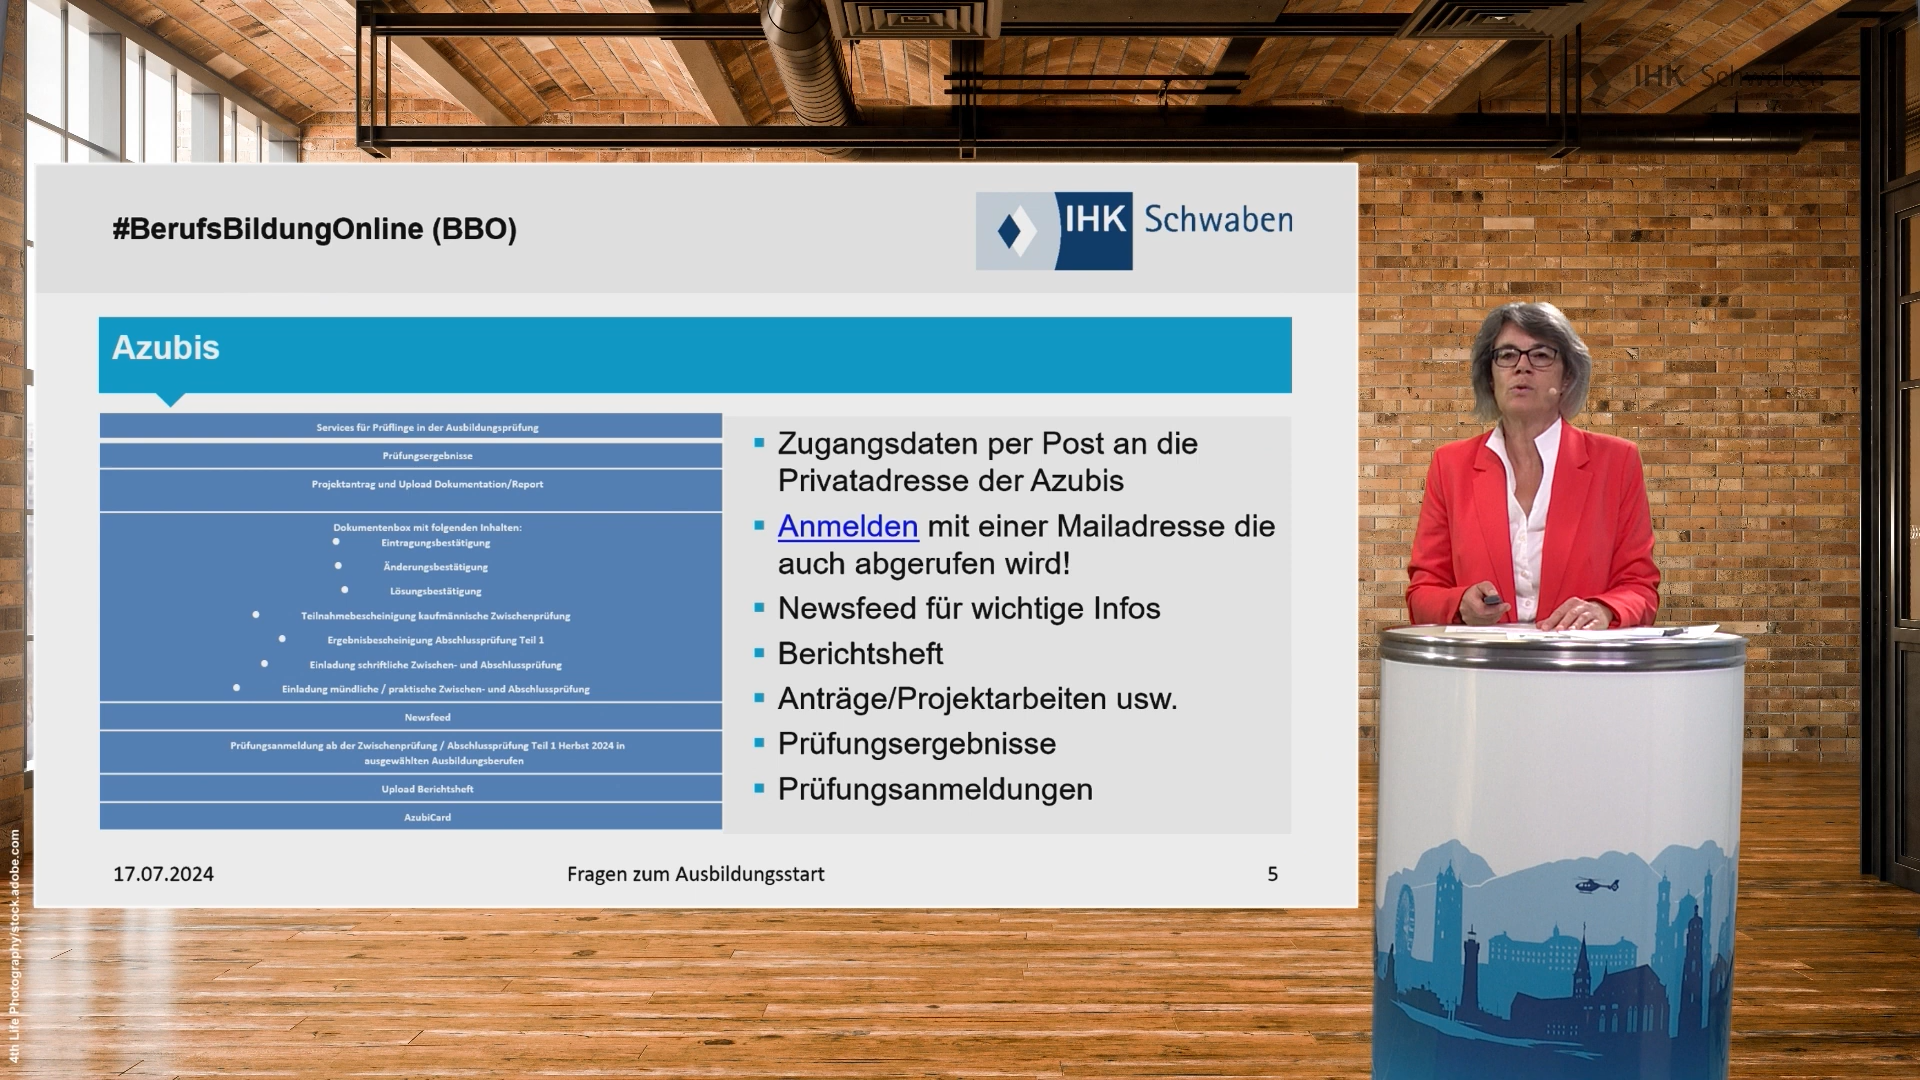 IHK Schwaben
#BerufsBildungOnline (BBO)
IHK Schwaben
Azubis
Services für Prüflinge in der Ausbildungsprüfung
Prüfungsergebnisse
Projektantrag und Upload Dokumentation/Report
Dokumentenbox mit folgenden Inhalten:
● Eintragungsbestätigung
● Änderungsbestätigung
● Lösungsbestätigung
● Teilnahmebescheinigung kaufmännische Zwischenprüfung
● Ergebnisbescheinigung Abschlussprüfung Teil 1
● Einladung schriftliche Zwischen- und Abschlussprüfung
● Einladung mündliche / praktische Zwischen- und Abschlussprüfung
Newsfeed
Prüfungsanmeldung ab der Zwischenprüfung / Abschlussprüfung Teil 1 Herbst 2024 in
ausgewählten Ausbildungsberufen
Upload Berichtsheft
AzubiCard
▪ Zugangsdaten per Post an die
Privatadresse der Azubis
▪ Anmelden mit einer Mailadresse die
auch abgerufen wird!
▪ Newsfeed für wichtige Infos
▪ Berichtsheft
▪ Anträge/Projektarbeiten usw.
▪ Prüfungsergebnisse
▪ Prüfungsanmeldungen
17.07.2024
Fragen zum Ausbildungsstart
5
4th Life Photography/stock.adobe.com